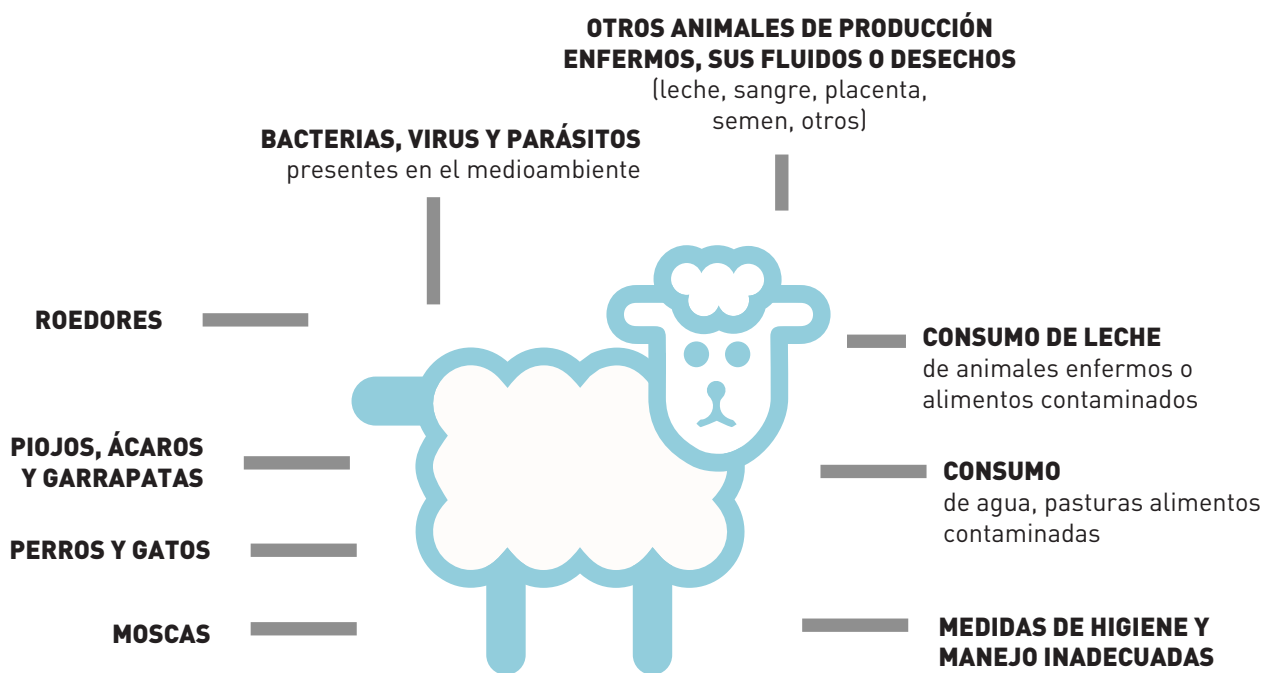 OTROS ANIMALES DE PRODUCCIÓN
ENFERMOS, SUS FLUIDOS O DESECHOS
(leche, sangre, placenta,
semen, otros)
BACTERIAS, VIRUS Y PARÁSITOS
presentes en el medioambiente
ROEDORES
CONSUMO DE LECHE
de animales enfermos o
alimentos contaminados
PIOJOS, ÁCAROS
Y GARRAPATAS
CONSUMO
de agua, pasturas alimentos
contaminadas
PERROS Y GATOS
MOSCAS
MEDIDAS DE HIGIENE Y
MANEJO INADECUADAS